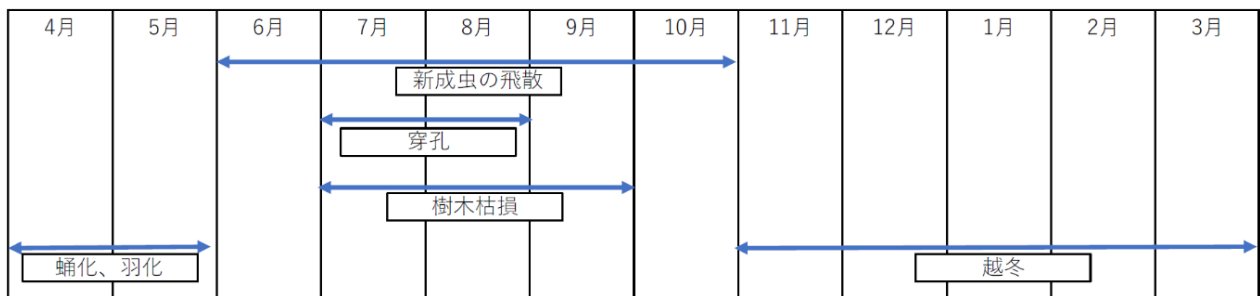 4月 5月 6月 7月 8月 9月 10月 11月 12月 1月 2月 3月
新成虫の飛散
穿孔
樹木枯損
蛹化、羽化 越冬